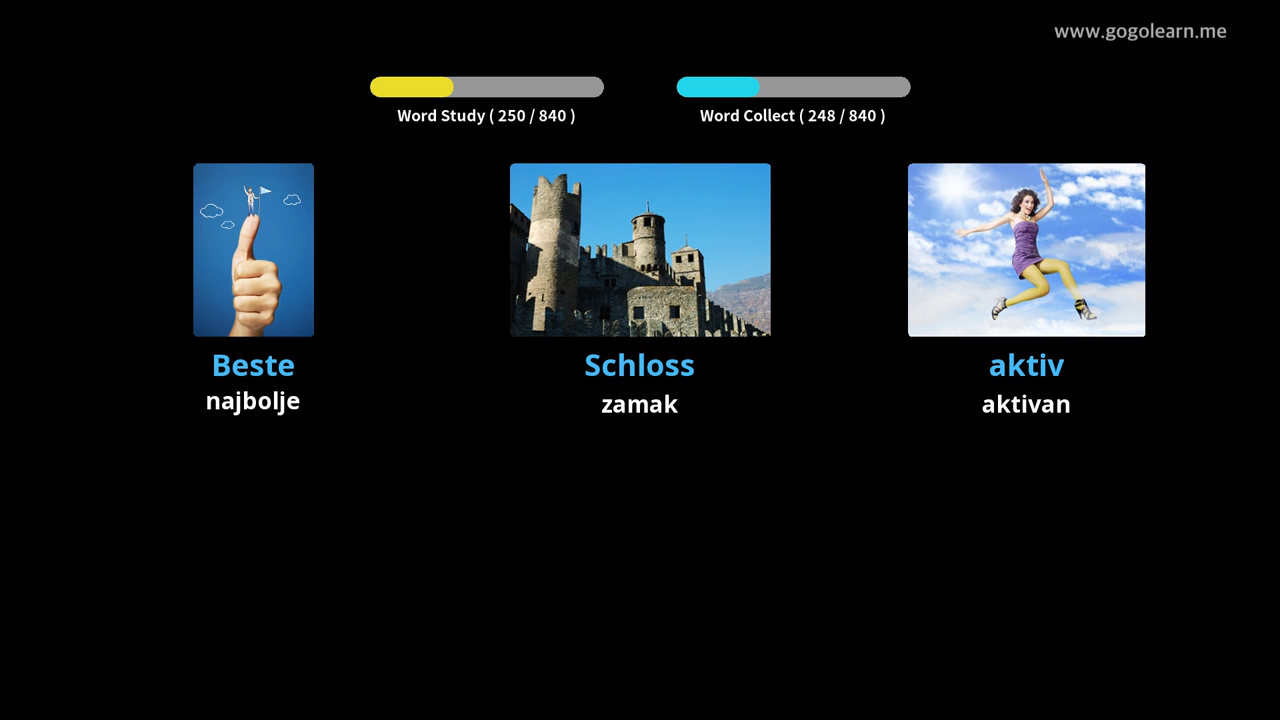 www.gogolearn.me
Word Study ( 250 / 840 )
Word Collect ( 248 / 840 )
Beste
najbolje
Schloss
zamak
aktiv
aktivan